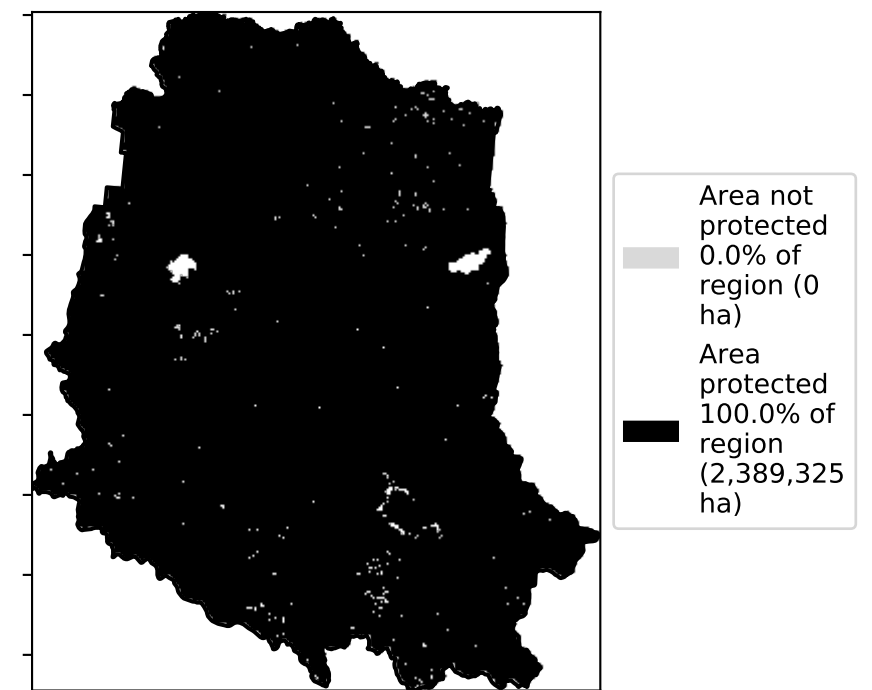 Area not
protected
0.0% of
region (0
ha)
Area
protected
100.0% of
region
(2,389,325
ha)